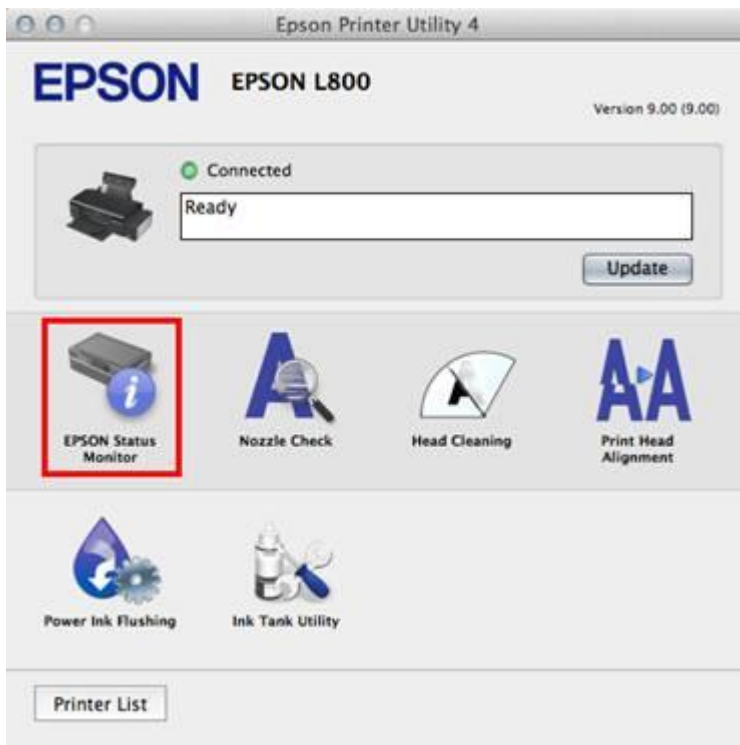 Epson Printer Utility 4
EPSON
EPSON L800
Version 9.00 (9.00)
Connected
Ready
Update
EPSON Status
Monitor
Nozzle Check
Head Cleaning
Print Head
Alignment
Power Ink Flushing
Ink Tank Utility
Printer List